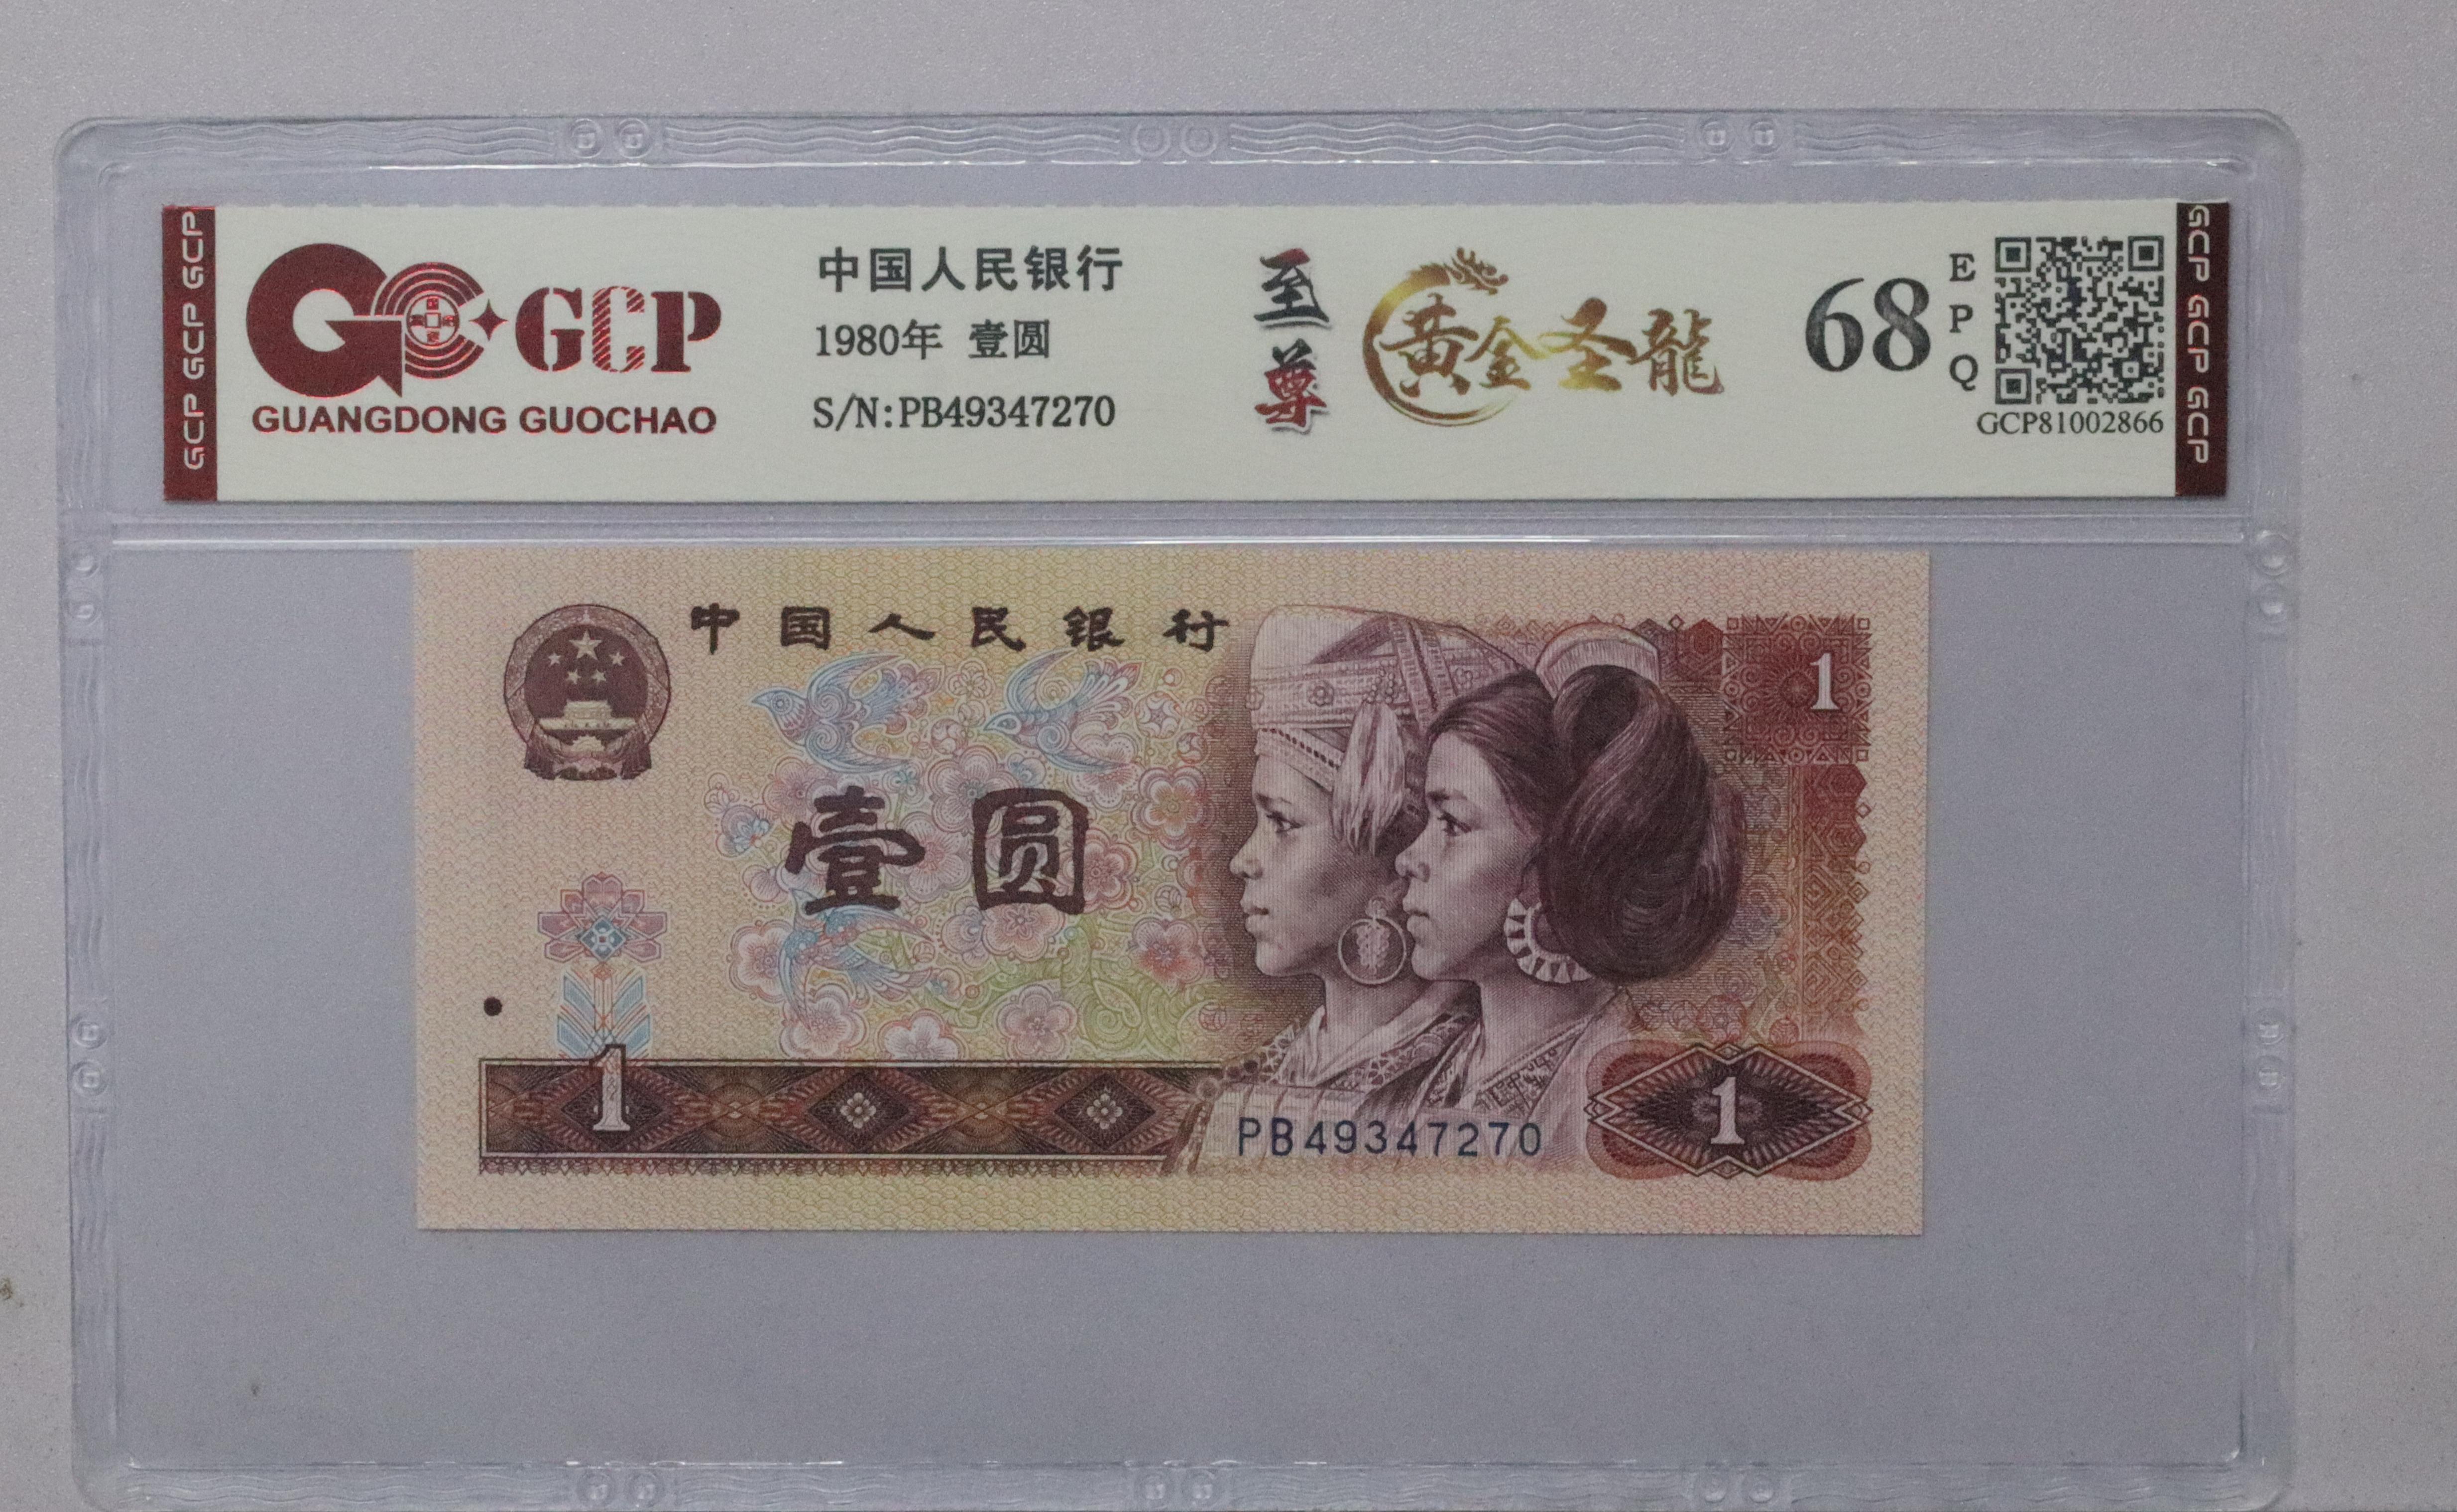 GCP GCP GCP
GCP
GUANGDONG GUOCHAO
中国人民银行
1980年 壹圆
S/N:PB49347270
至尊
黄金圣龍
68
EPQ
GCP81002866
GCP GCP GCP
中国人民银行
1
壹圆
1
PB49347270
1